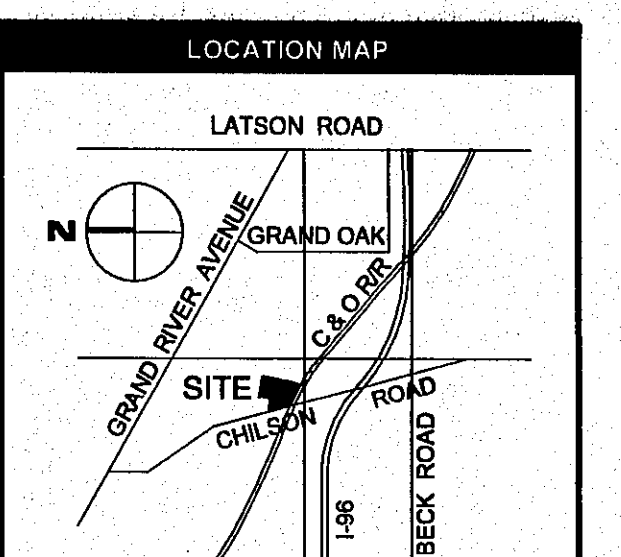 LOCATION MAP
LATSON ROAD
N
GRAND RIVER AVENUE
GRAND OAK
C & O R/R
SITE
CHILSON ROAD
I-96
BECK ROAD